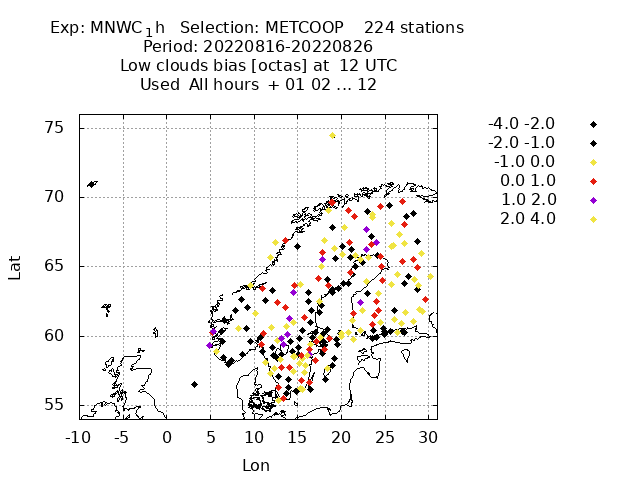 Exp: MNWC_1h   Selection: METCOOP    224 stations
Period: 20220816-20220826
Low clouds bias [octas] at  12 UTC
Used  All hours  + 01 02 ... 12
-4.0 -2.0
-2.0 -1.0
-1.0 0.0
0.0 1.0
1.0 2.0
2.0 4.0
75
70
65
60
55
Lat
-10 -5 0 5 10 15 20 25 30
Lon